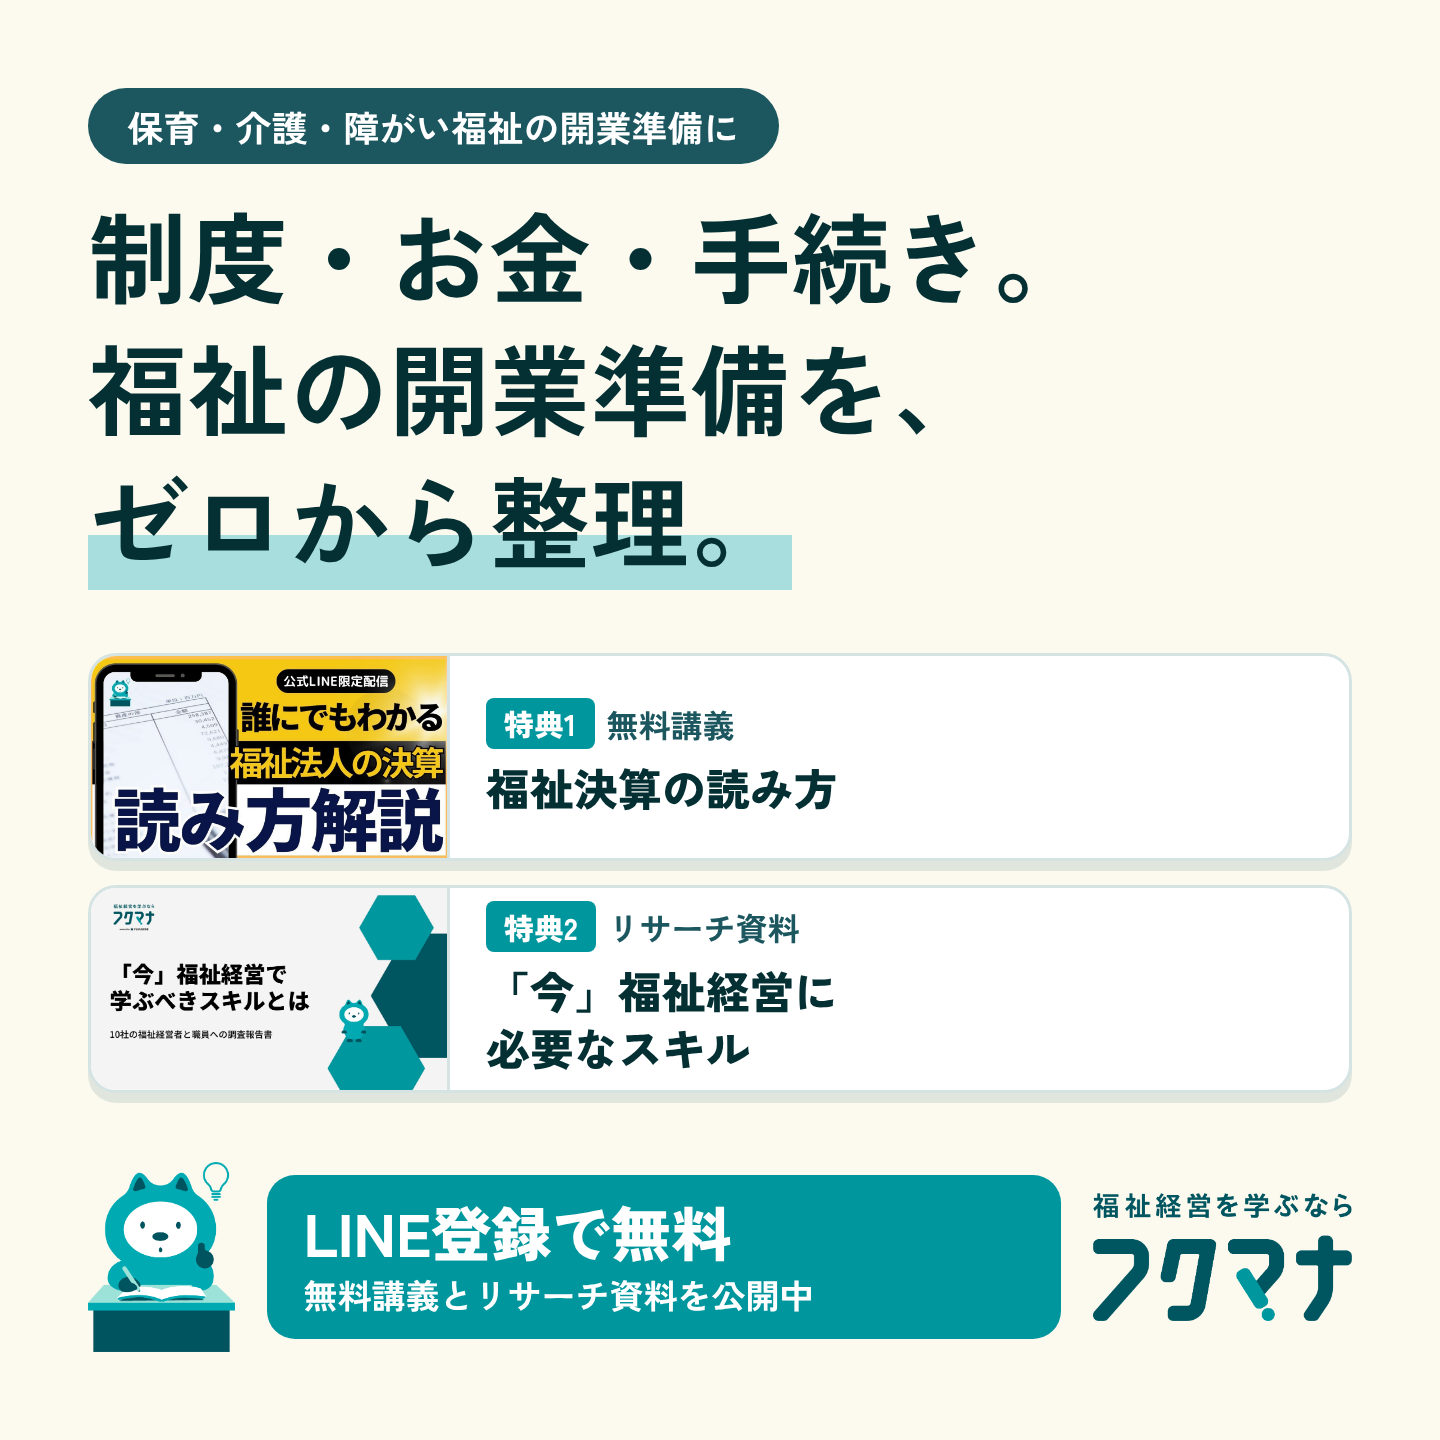 保育・介護・障がい福祉の開業準備に
制度・お金・手続き。
福祉の開業準備を、
ゼロから整理。
公式LINE限定配信
誰にでもわかる
福祉法人の決算
読み方解説
特典1 無料講義
福祉決算の読み方
福祉経営を学ぶなら
フクマナ
「今」福祉経営で
学ぶべきスキルとは
10社の福祉経営者と職員への調査報告書
特典2 リサーチ資料
「今」福祉経営に
必要なスキル
LINE登録で無料
無料講義とリサーチ資料を公開中
福祉経営を学ぶなら
フクマナ